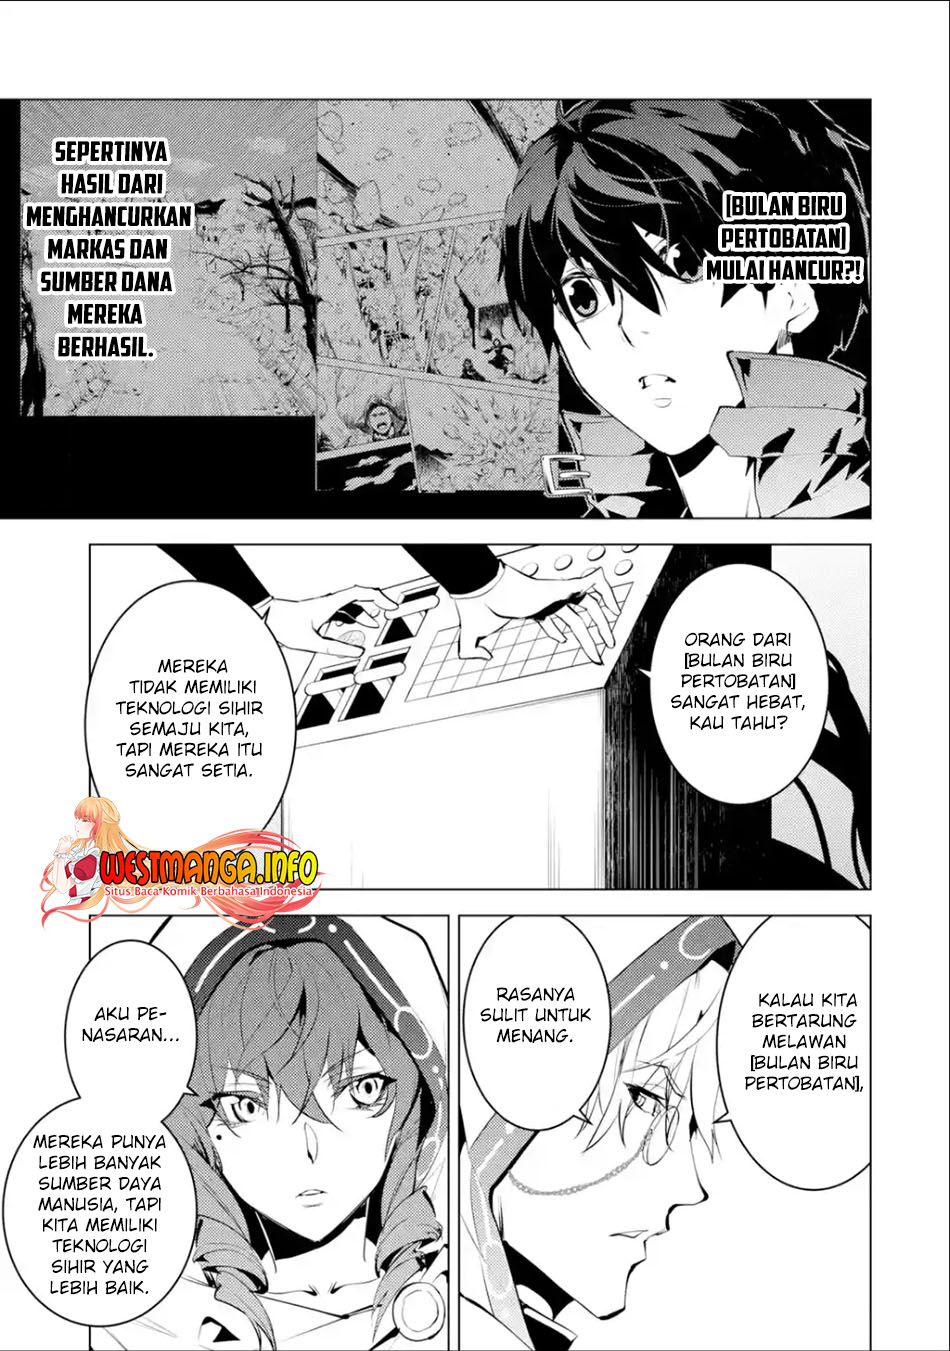 [BULAN BIRU
PERTOBATAN]
MULAI HANCUR?!
SEPERTINYA
HASIL DARI
MENGHANCURKAN
MARKAS DAN
SUMBER DANA
MEREKA
BERHASIL.
ORANG DARI
[BULAN BIRU
PERTOBATAN]
SANGAT HEBAT,
KAU TAHU?
MEREKA
TIDAK MEMILIKI
TEKNOLOGI SIHIR
SEMAJU KITA,
TAPI MEREKA ITU
SANGAT SETIA.
WESTMANGA.INFO
Situs Baca Komik Berbahasa Indonesia
KALAU KITA
BERTARUNG
MELAWAN
[BULAN BIRU
PERTOBATAN],
RASANYA
SULIT UNTUK
MENANG.
AKU PE-
NASARAN...
MEREKA PUNYA
LEBIH BANYAK
SUMBER DAYA
MANUSIA, TAPI
KITA MEMILIKI
TEKNOLOGI
SIHIR YANG
LEBIH BAIK.